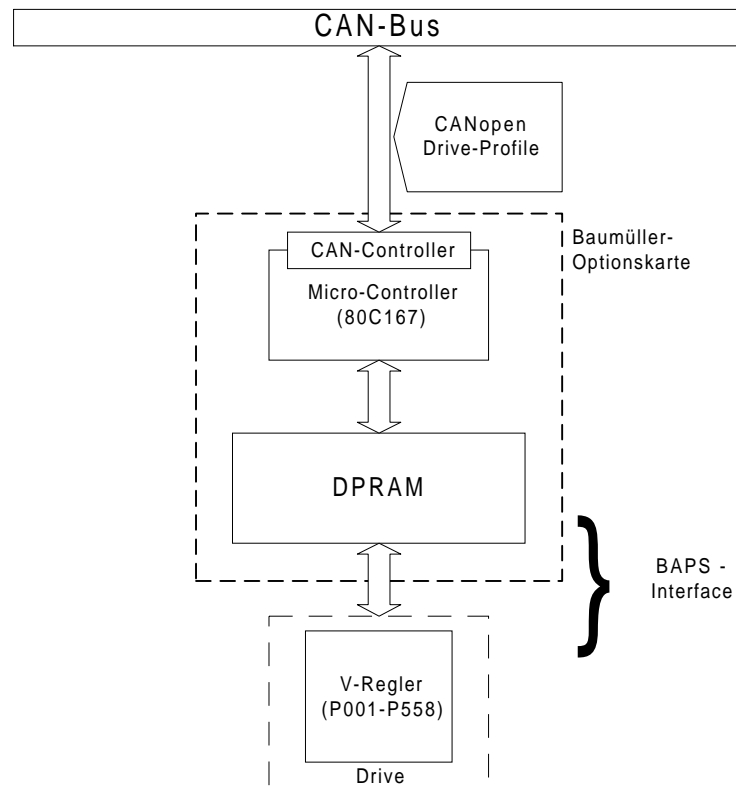 CAN-Bus
CANopen
Drive-Profile
Baumüller-
Optionskarte
CAN-Controller
Micro-Controller
(80C167)
DPRAM
BAPS -
Interface
V-Regler
(P001-P558)
Drive